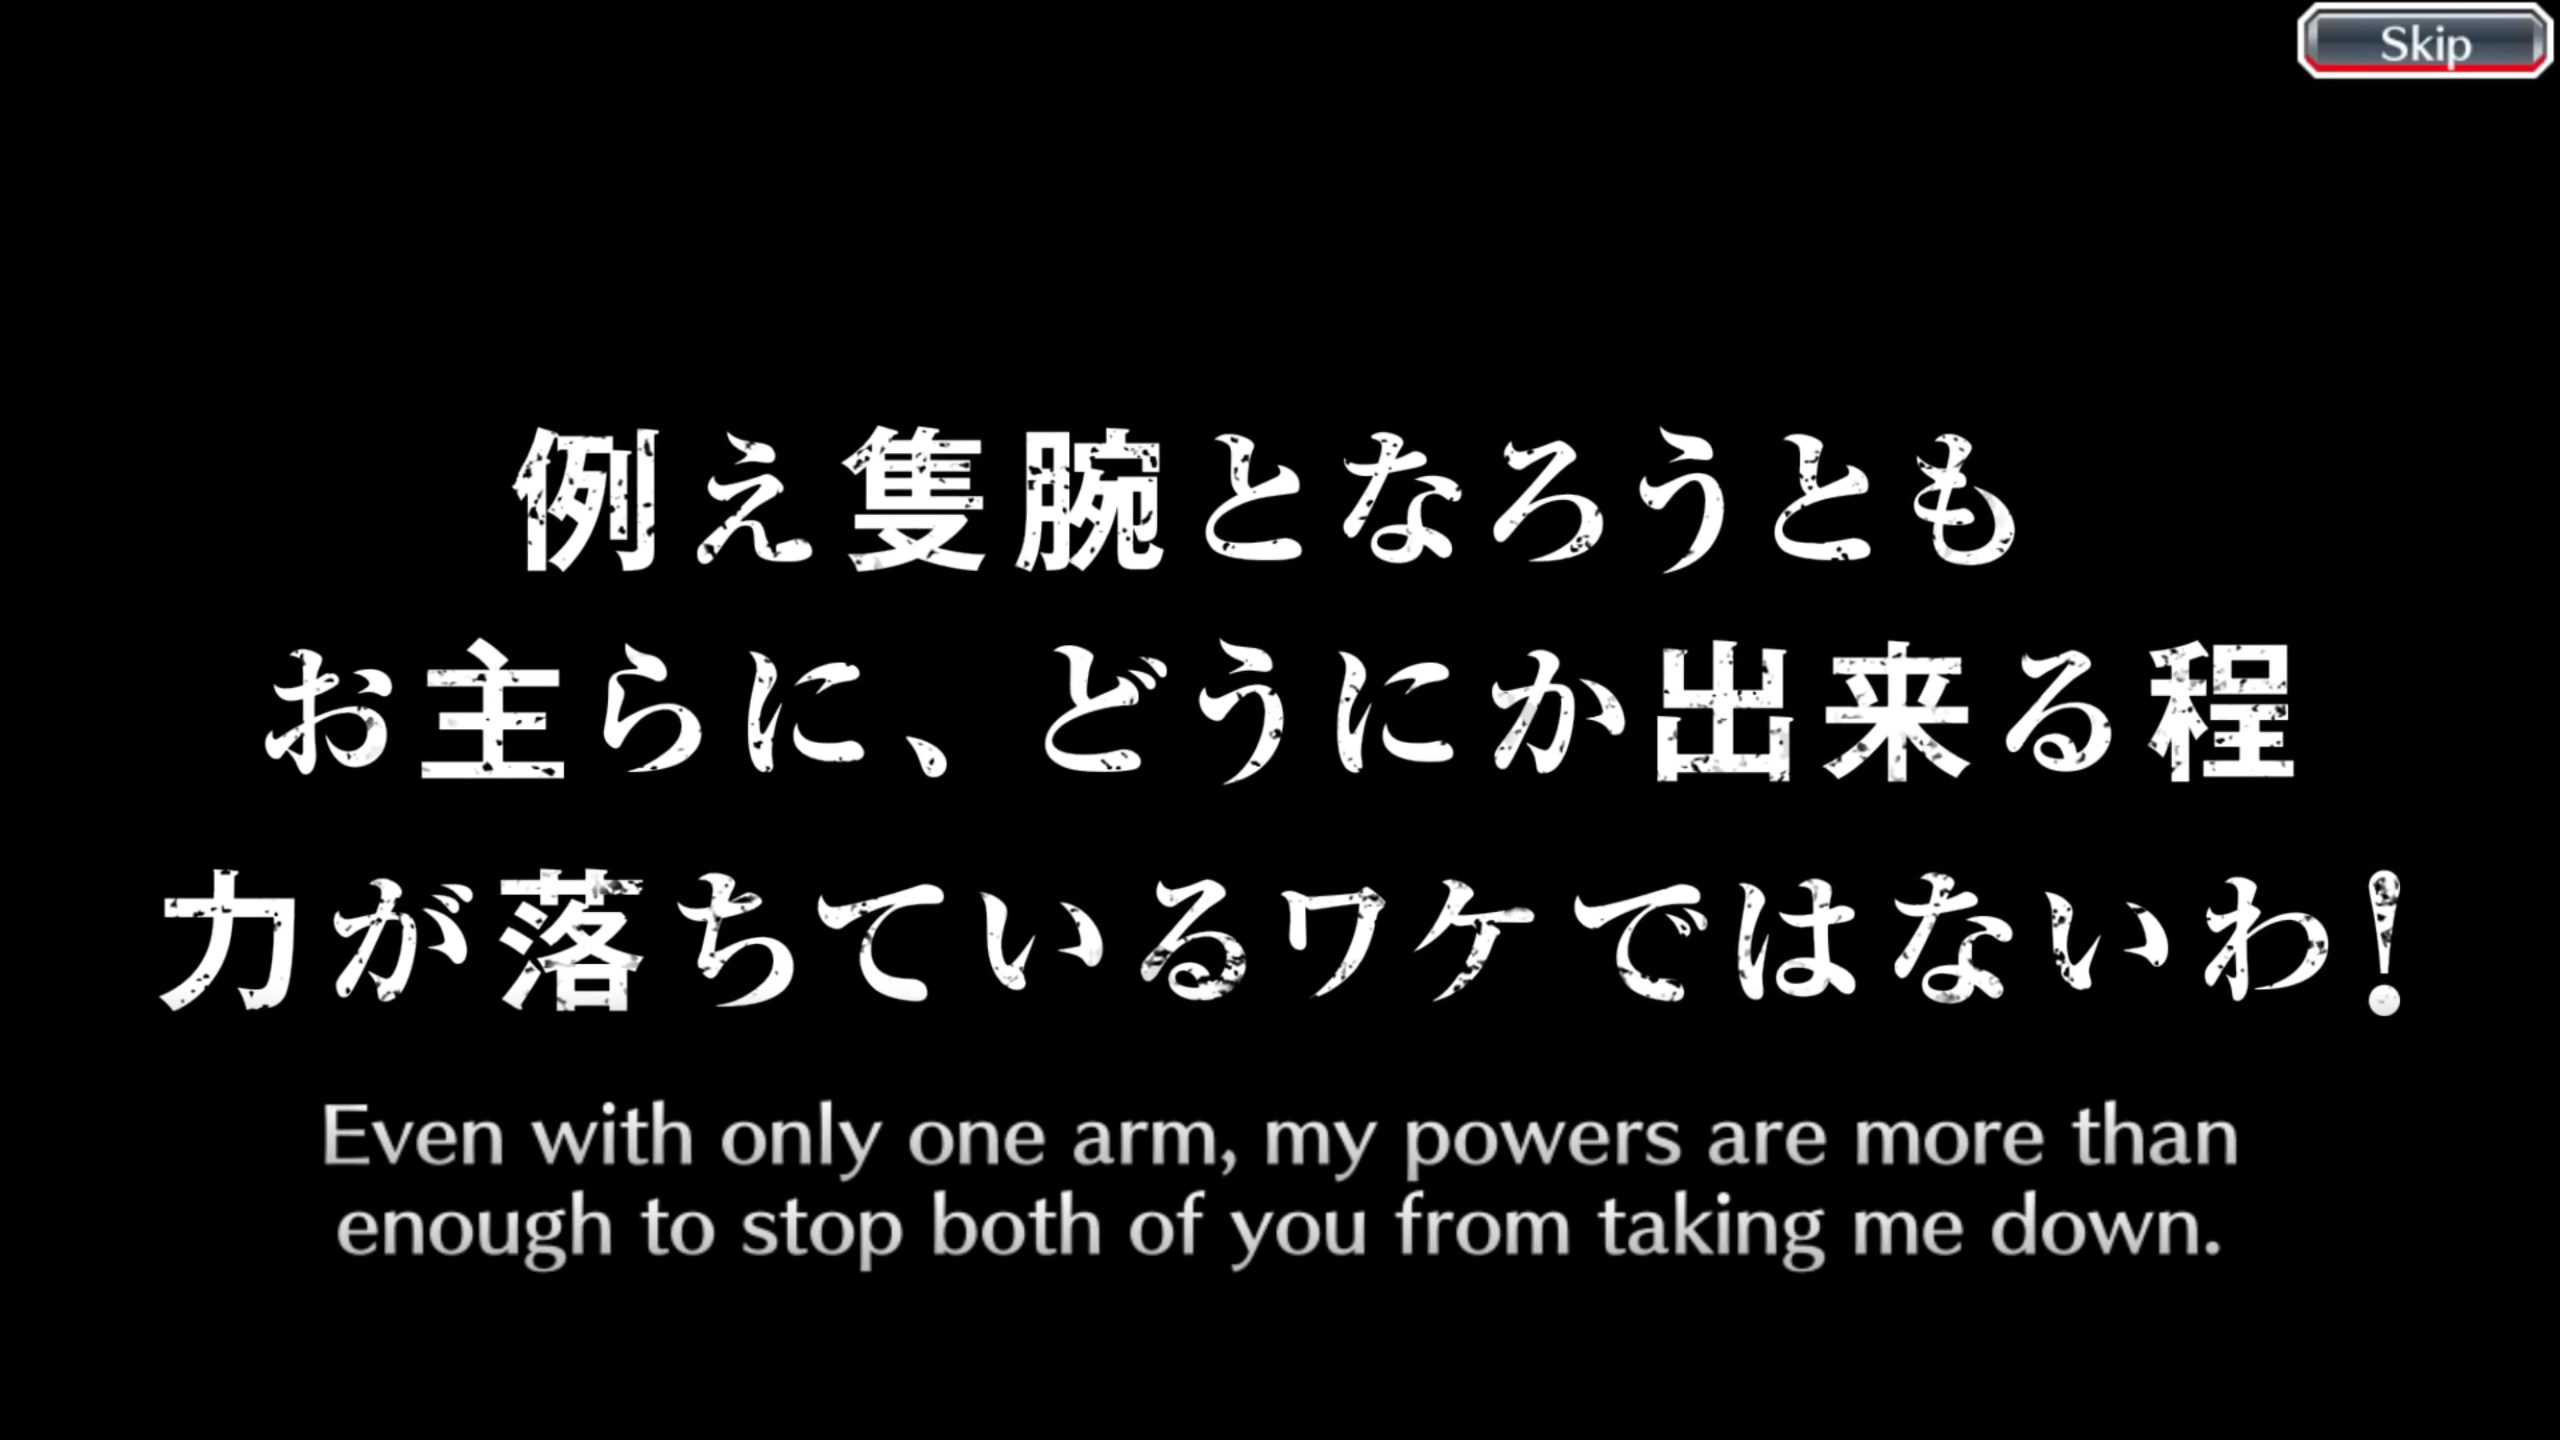 Skip
例え隻腕となろうとも
お主らに、どうにか出来る程
力が落ちているワケではないわ!
Even with only one arm, my powers are more than
enough to stop both of you from taking me down.